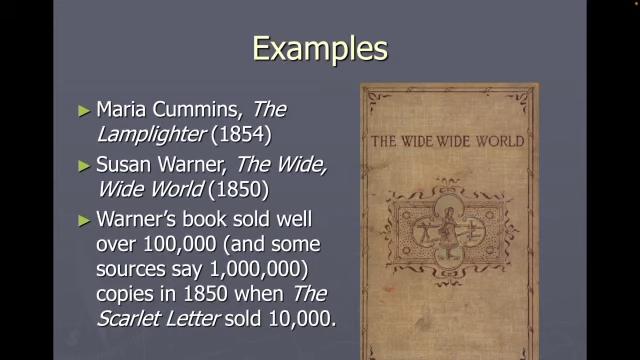 Examples
► Maria Cummins, The
Lamplighter (1854)
► Susan Warner, The Wide,
Wide World (1850)
► Warner's book sold well
over 100,000 (and some
sources say 1,000,000)
copies in 1850 when The
Scarlet Letter sold 10,000.
THE WIDE WIDE WORLD